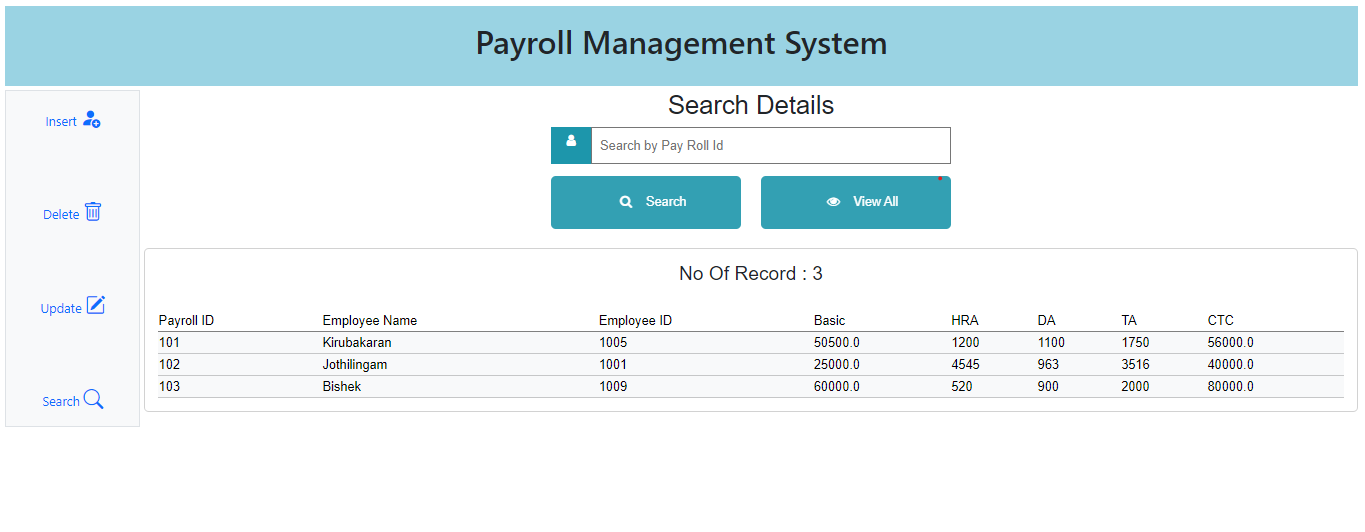 Payroll Management System
Insert
Delete
Update
Search
Search Details
Search by Pay Roll Id
Search View All
No Of Record : 3
Payroll ID Employee Name Employee ID Basic HRA DA TA CTC
101 Kirubakaran 1005 50500.0 1200 1100 1750 56000.0
102 Jothilingam 1001 25000.0 4545 963 3516 40000.0
103 Bishek 1009 60000.0 520 900 2000 80000.0